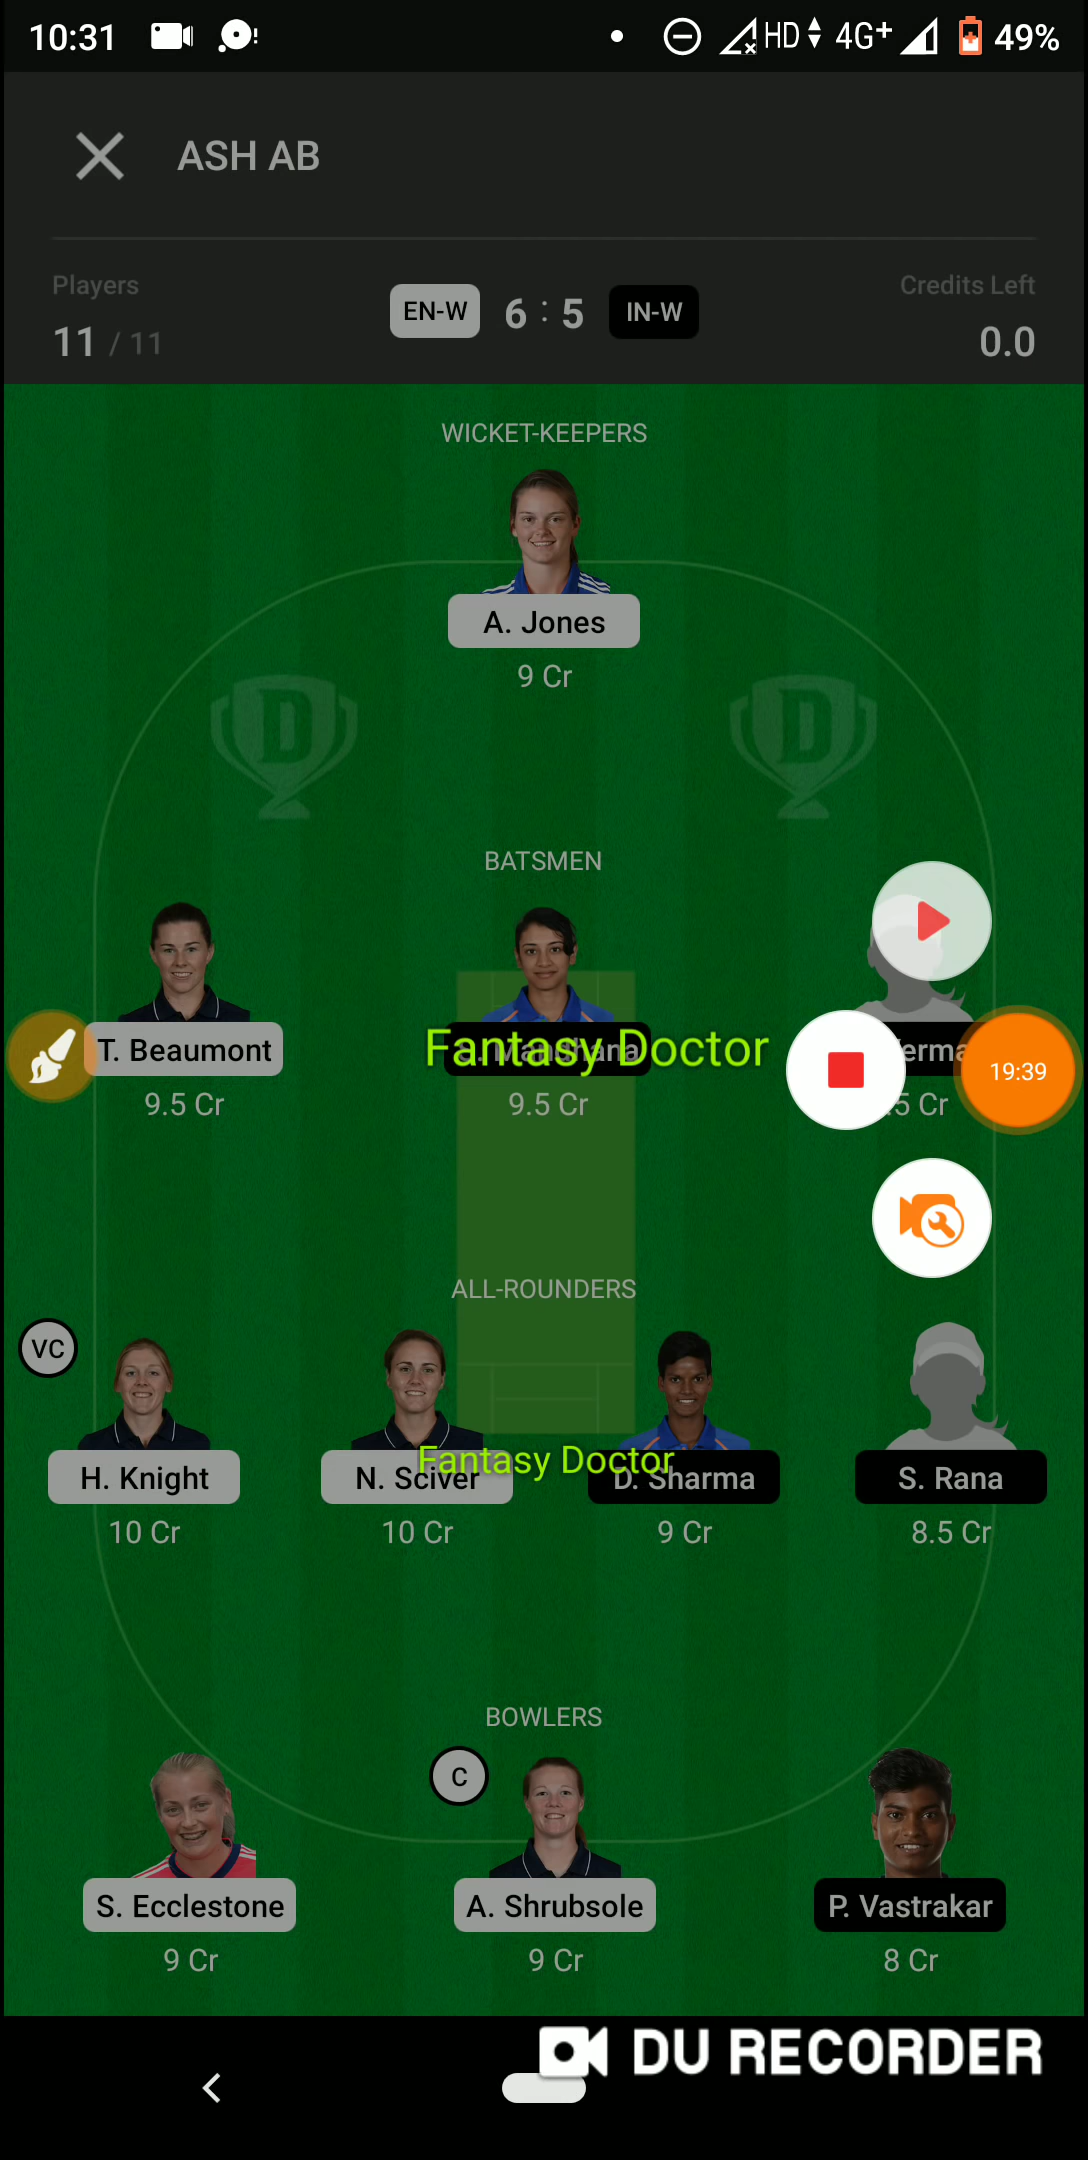 10:31 HD 4G+ 49%
ASH AB
Players Credits Left
11 / 11 EN-W 6 : 5 IN-W 0.0
WICKET-KEEPERS
A. Jones
9 Cr
D D
BATSMEN
T. Beaumont Mandhana erma
Fantasy Doctor
19:39
9.5 Cr 9.5 Cr .5 Cr
ALL-ROUNDERS
VC
H. Knight N. Sciver D. Sharma S. Rana
Fantasy Doctor
10 Cr 10 Cr 9 Cr 8.5 Cr
BOWLERS
C
S. Ecclestone A. Shrubsole P. Vastrakar
9 Cr 9 Cr 8 Cr
DU RECORDER